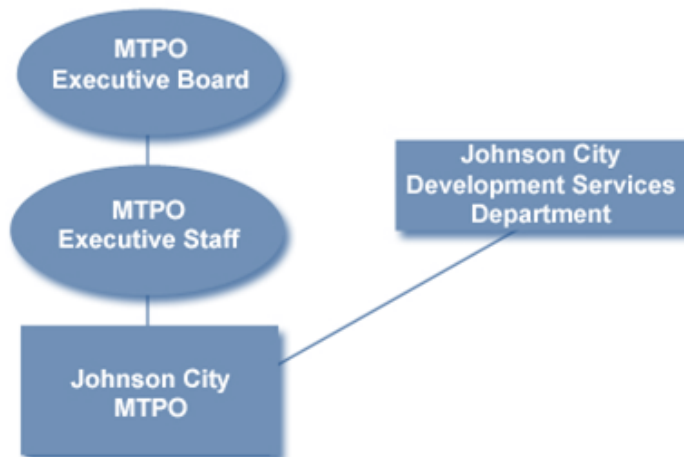 MTPO
Executive Board
Johnson City
Development Services
Department
MTPO
Executive Staff
Johnson City
MTPO